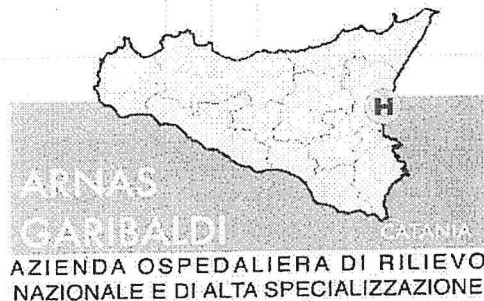 H
ARNAS
GARIBALDI
CATANIA
AZIENDA OSPEDALIERA DI RILIEVO
NAZIONALE E DI ALTA SPECIALIZZAZIONE